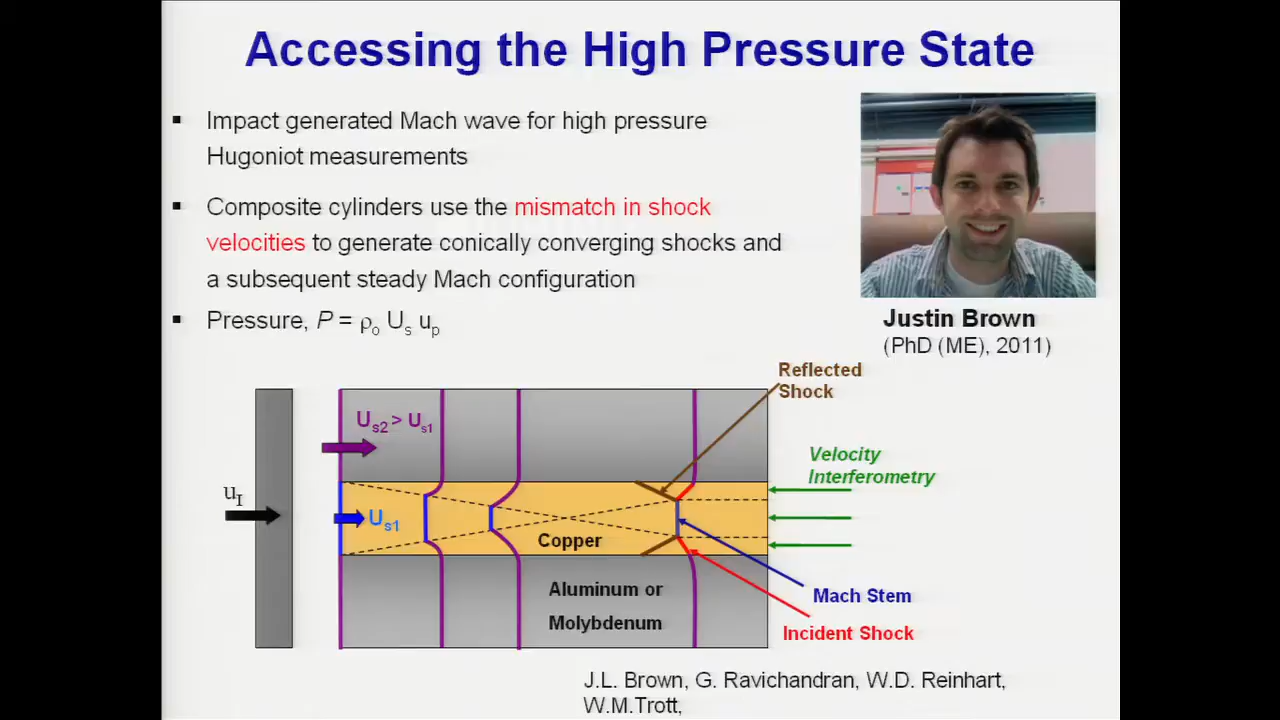 Accessing the High Pressure State
▪ Impact generated Mach wave for high pressure
Hugoniot measurements
▪ Composite cylinders use the mismatch in shock
velocities to generate conically converging shocks and
a subsequent steady Mach configuration
▪ Pressure, P = ρo Us up
Justin Brown
(PhD (ME), 2011)
Reflected
Shock
Us2 > Us1
Velocity
Interferometry
uI
Us1
Copper
Aluminum or
Molybdenum
Mach Stem
Incident Shock
J.L. Brown, G. Ravichandran, W.D. Reinhart,
W.M.Trott,